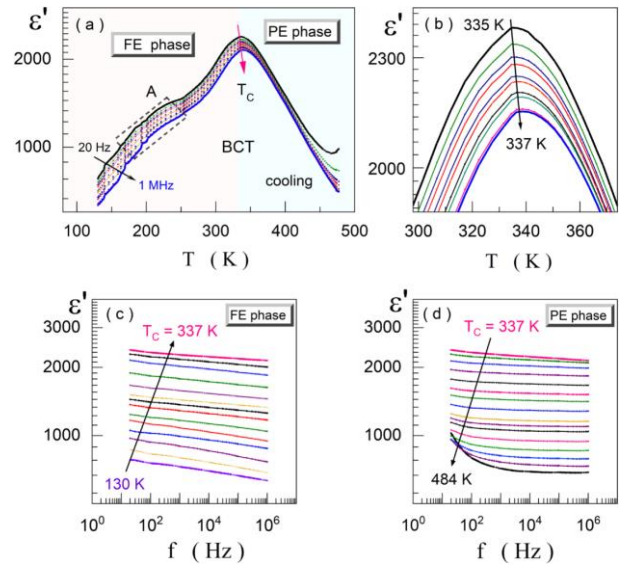 ε'
( a )
FE phase
PE phase
2000
A
T_C
1000
20 Hz
BCT
1 MHz
cooling
100 200 300 400 500
T ( K )
ε'
( b )
335 K
2300
337 K
2000
300 320 340 360
T ( K )
ε'
( c )
FE phase
3000
T_C = 337 K
2000
1000
130 K
10^0 10^2 10^4 10^6
f ( Hz )
ε'
( d )
PE phase
3000
T_C = 337 K
2000
1000
484 K
10^0 10^2 10^4 10^6
f ( Hz )